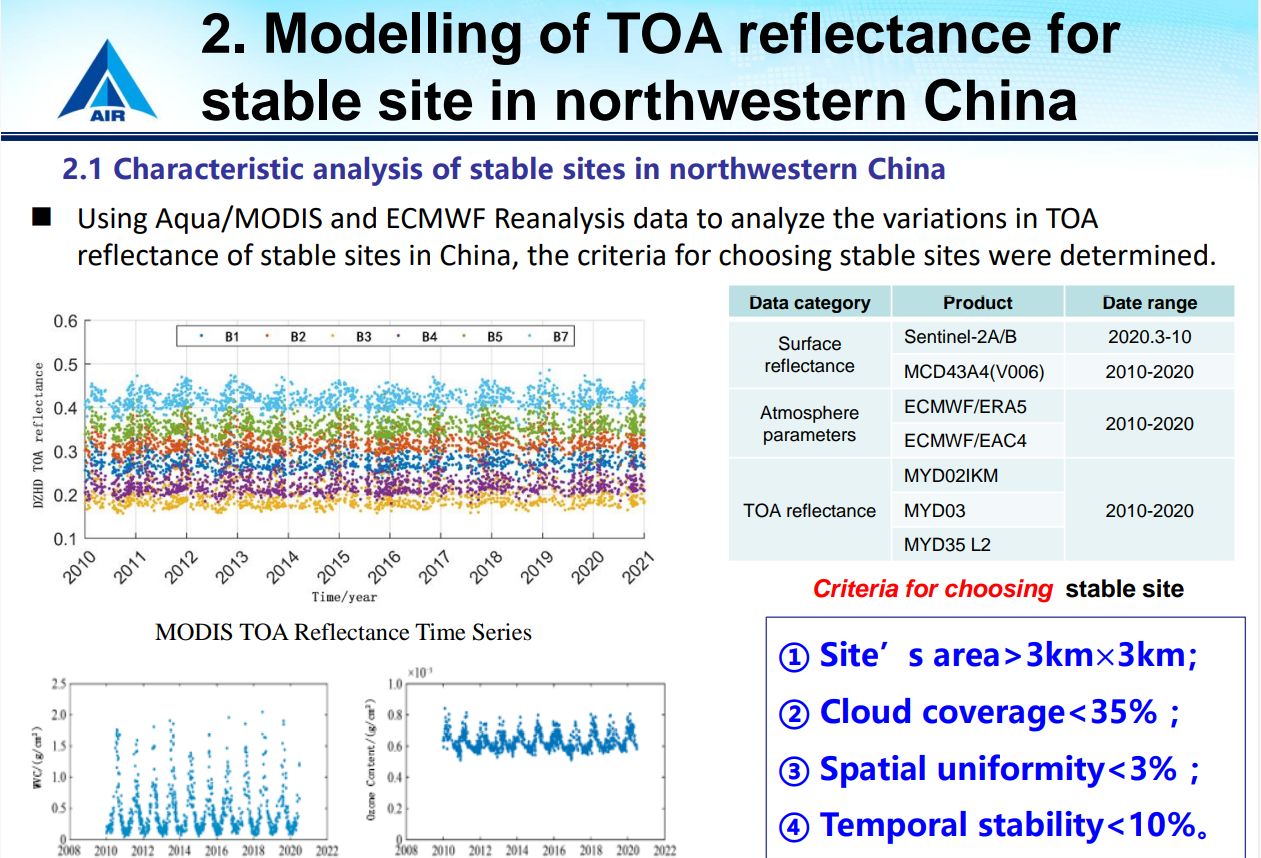 2. Modelling of TOA reflectance for
stable site in northwestern China
AIR
2.1 Characteristic analysis of stable sites in northwestern China
■ Using Aqua/MODIS and ECMWF Reanalysis data to analyze the variations in TOA
reflectance of stable sites in China, the criteria for choosing stable sites were determined.
0.6
0.5
0.4
0.3
0.2
0.1
DZHD TOA reflectance
B1 B2 B3 B4 B5 B7
2010 2011 2012 2013 2014 2015 2016 2017 2018 2019 2020 2021
Time/year
MODIS TOA Reflectance Time Series
2.5
2.0
1.5
1.0
0.5
0
WVC/(g/cm²)
2008 2010 2012 2014 2016 2018 2020 2022
×10⁻³
1.0
0.8
0.6
0.4
0.2
0
Ozone Content/(g/cm²)
2008 2010 2012 2014 2016 2018 2020 2022
Data category Product Date range
Surface reflectance Sentinel-2A/B 2020.3-10
MCD43A4(V006) 2010-2020
Atmosphere parameters ECMWF/ERA5 2010-2020
ECMWF/EAC4
TOA reflectance MYD02IKM 2010-2020
MYD03
MYD35 L2
Criteria for choosing stable site
① Site’s area>3km×3km;
② Cloud coverage<35% ;
③ Spatial uniformity<3% ;
④ Temporal stability<10%。